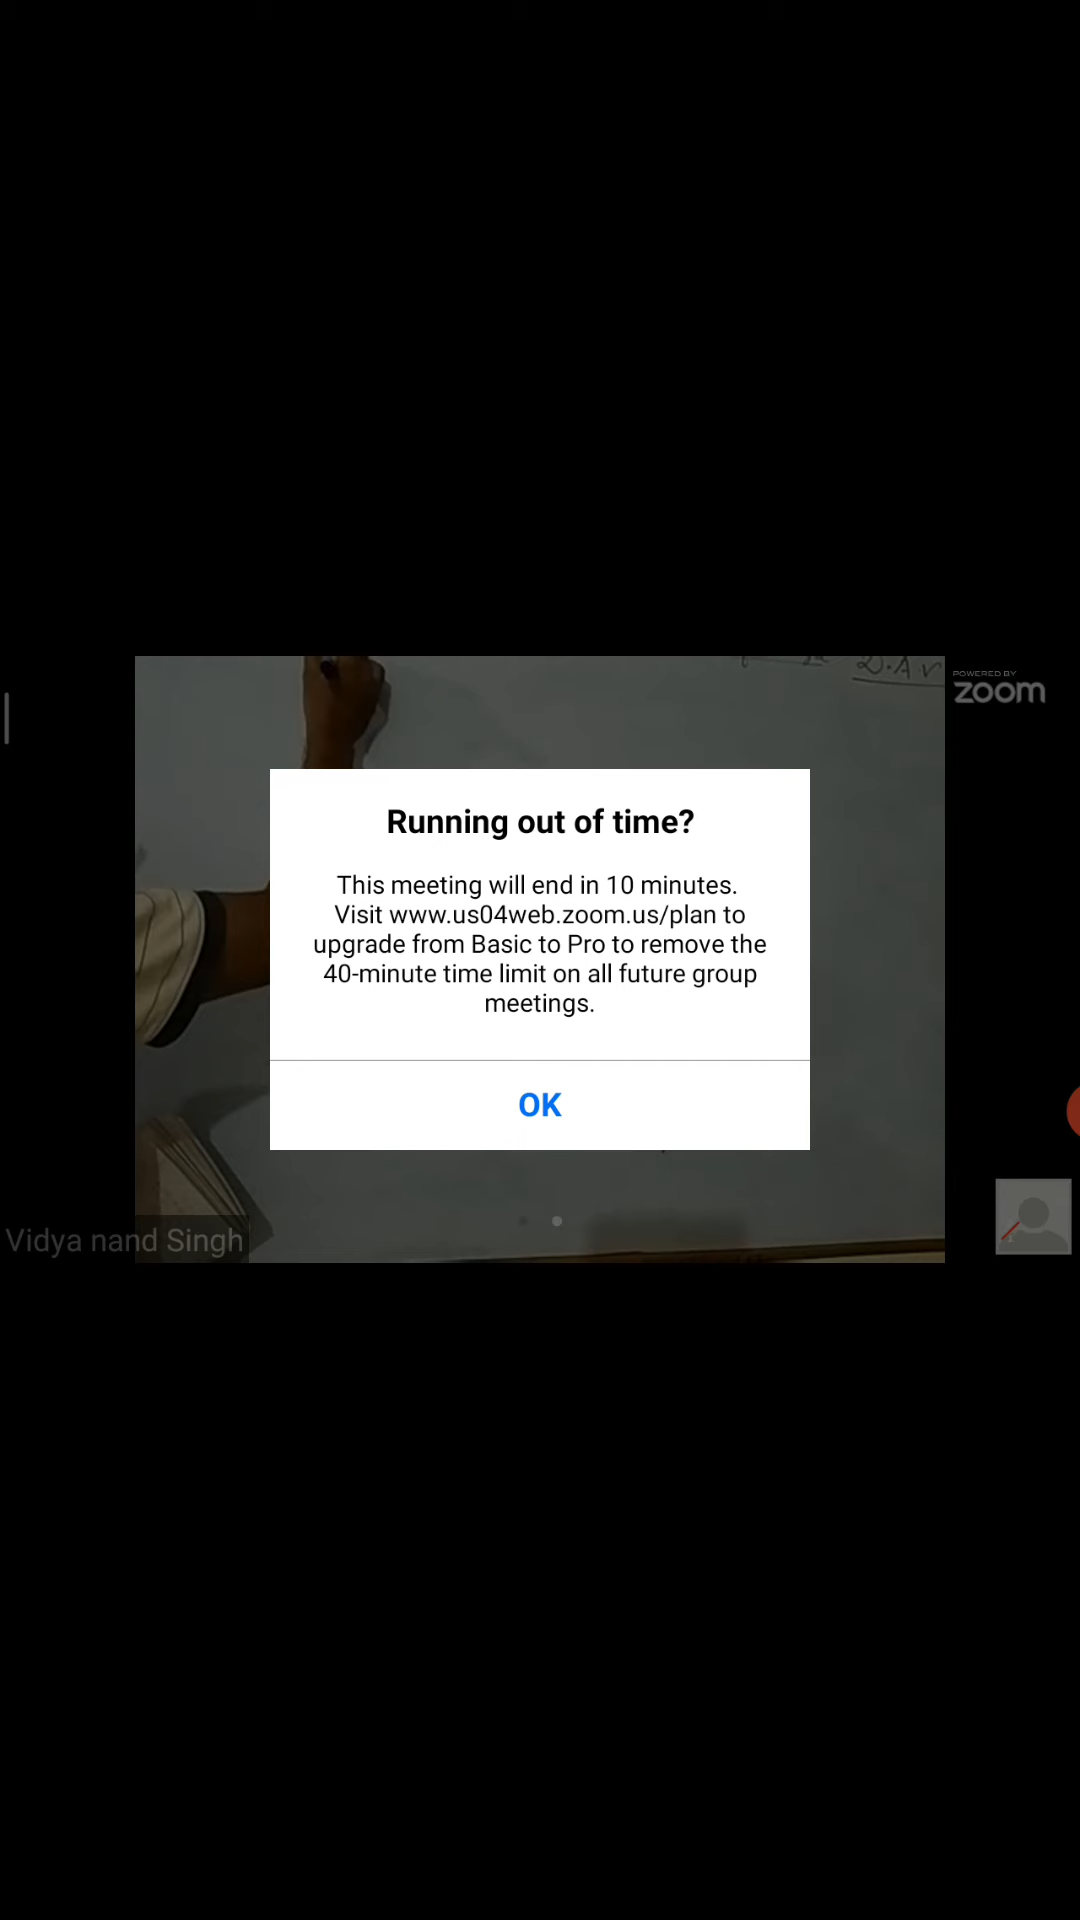 D.A.V
POWERED BY
zoom
Running out of time?
This meeting will end in 10 minutes.
Visit www.us04web.zoom.us/plan to
upgrade from Basic to Pro to remove the
40-minute time limit on all future group
meetings.
OK
Vidya nand Singh